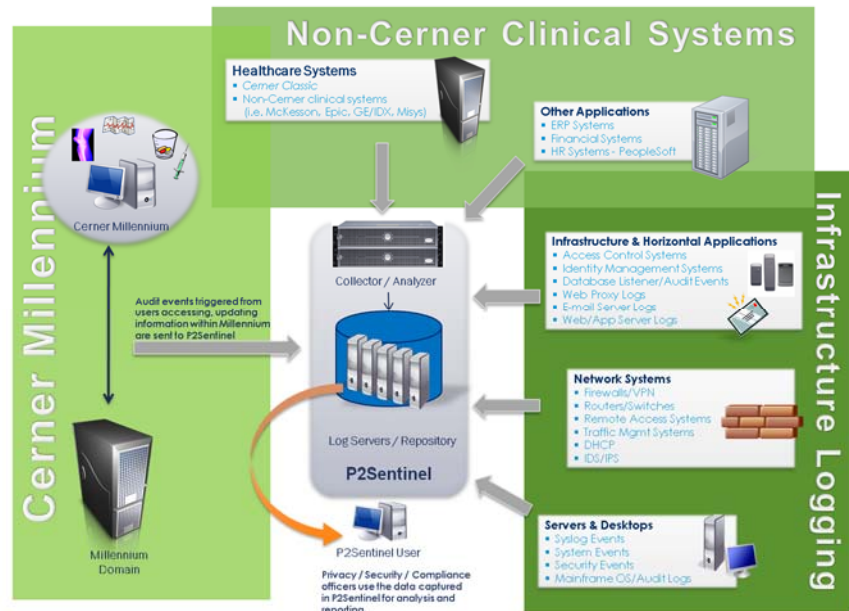 Non-Cerner Clinical Systems
Healthcare Systems
Cerner Classic
Non-Cerner clinical systems
(i.e. McKesson, Epic, GE/IDX, Misys)
Other Applications
ERP Systems
Financial Systems
HR Systems - PeopleSoft
Cerner Millennium
Cerner Millennium
Audit events triggered from
users accessing, updating
information within Millennium
are sent to P2Sentinel
Millennium
Domain
Collector / Analyzer
Log Servers / Repository
P2Sentinel
P2Sentinel User
Privacy / Security / Compliance
officers use the data captured
in P2Sentinel for analysis and
reporting
Infrastructure Logging
Infrastructure & Horizontal Applications
Access Control Systems
Identity Management Systems
Database Listener/Audit Events
Web Proxy Logs
E-mail Server Logs
Web/App Server Logs
Network Systems
Firewalls/VPN
Routers/Switches
Remote Access Systems
Traffic Mgmt Systems
DHCP
IDS/IPS
Servers & Desktops
Syslog Events
System Events
Security Events
Mainframe OS/Audit Logs